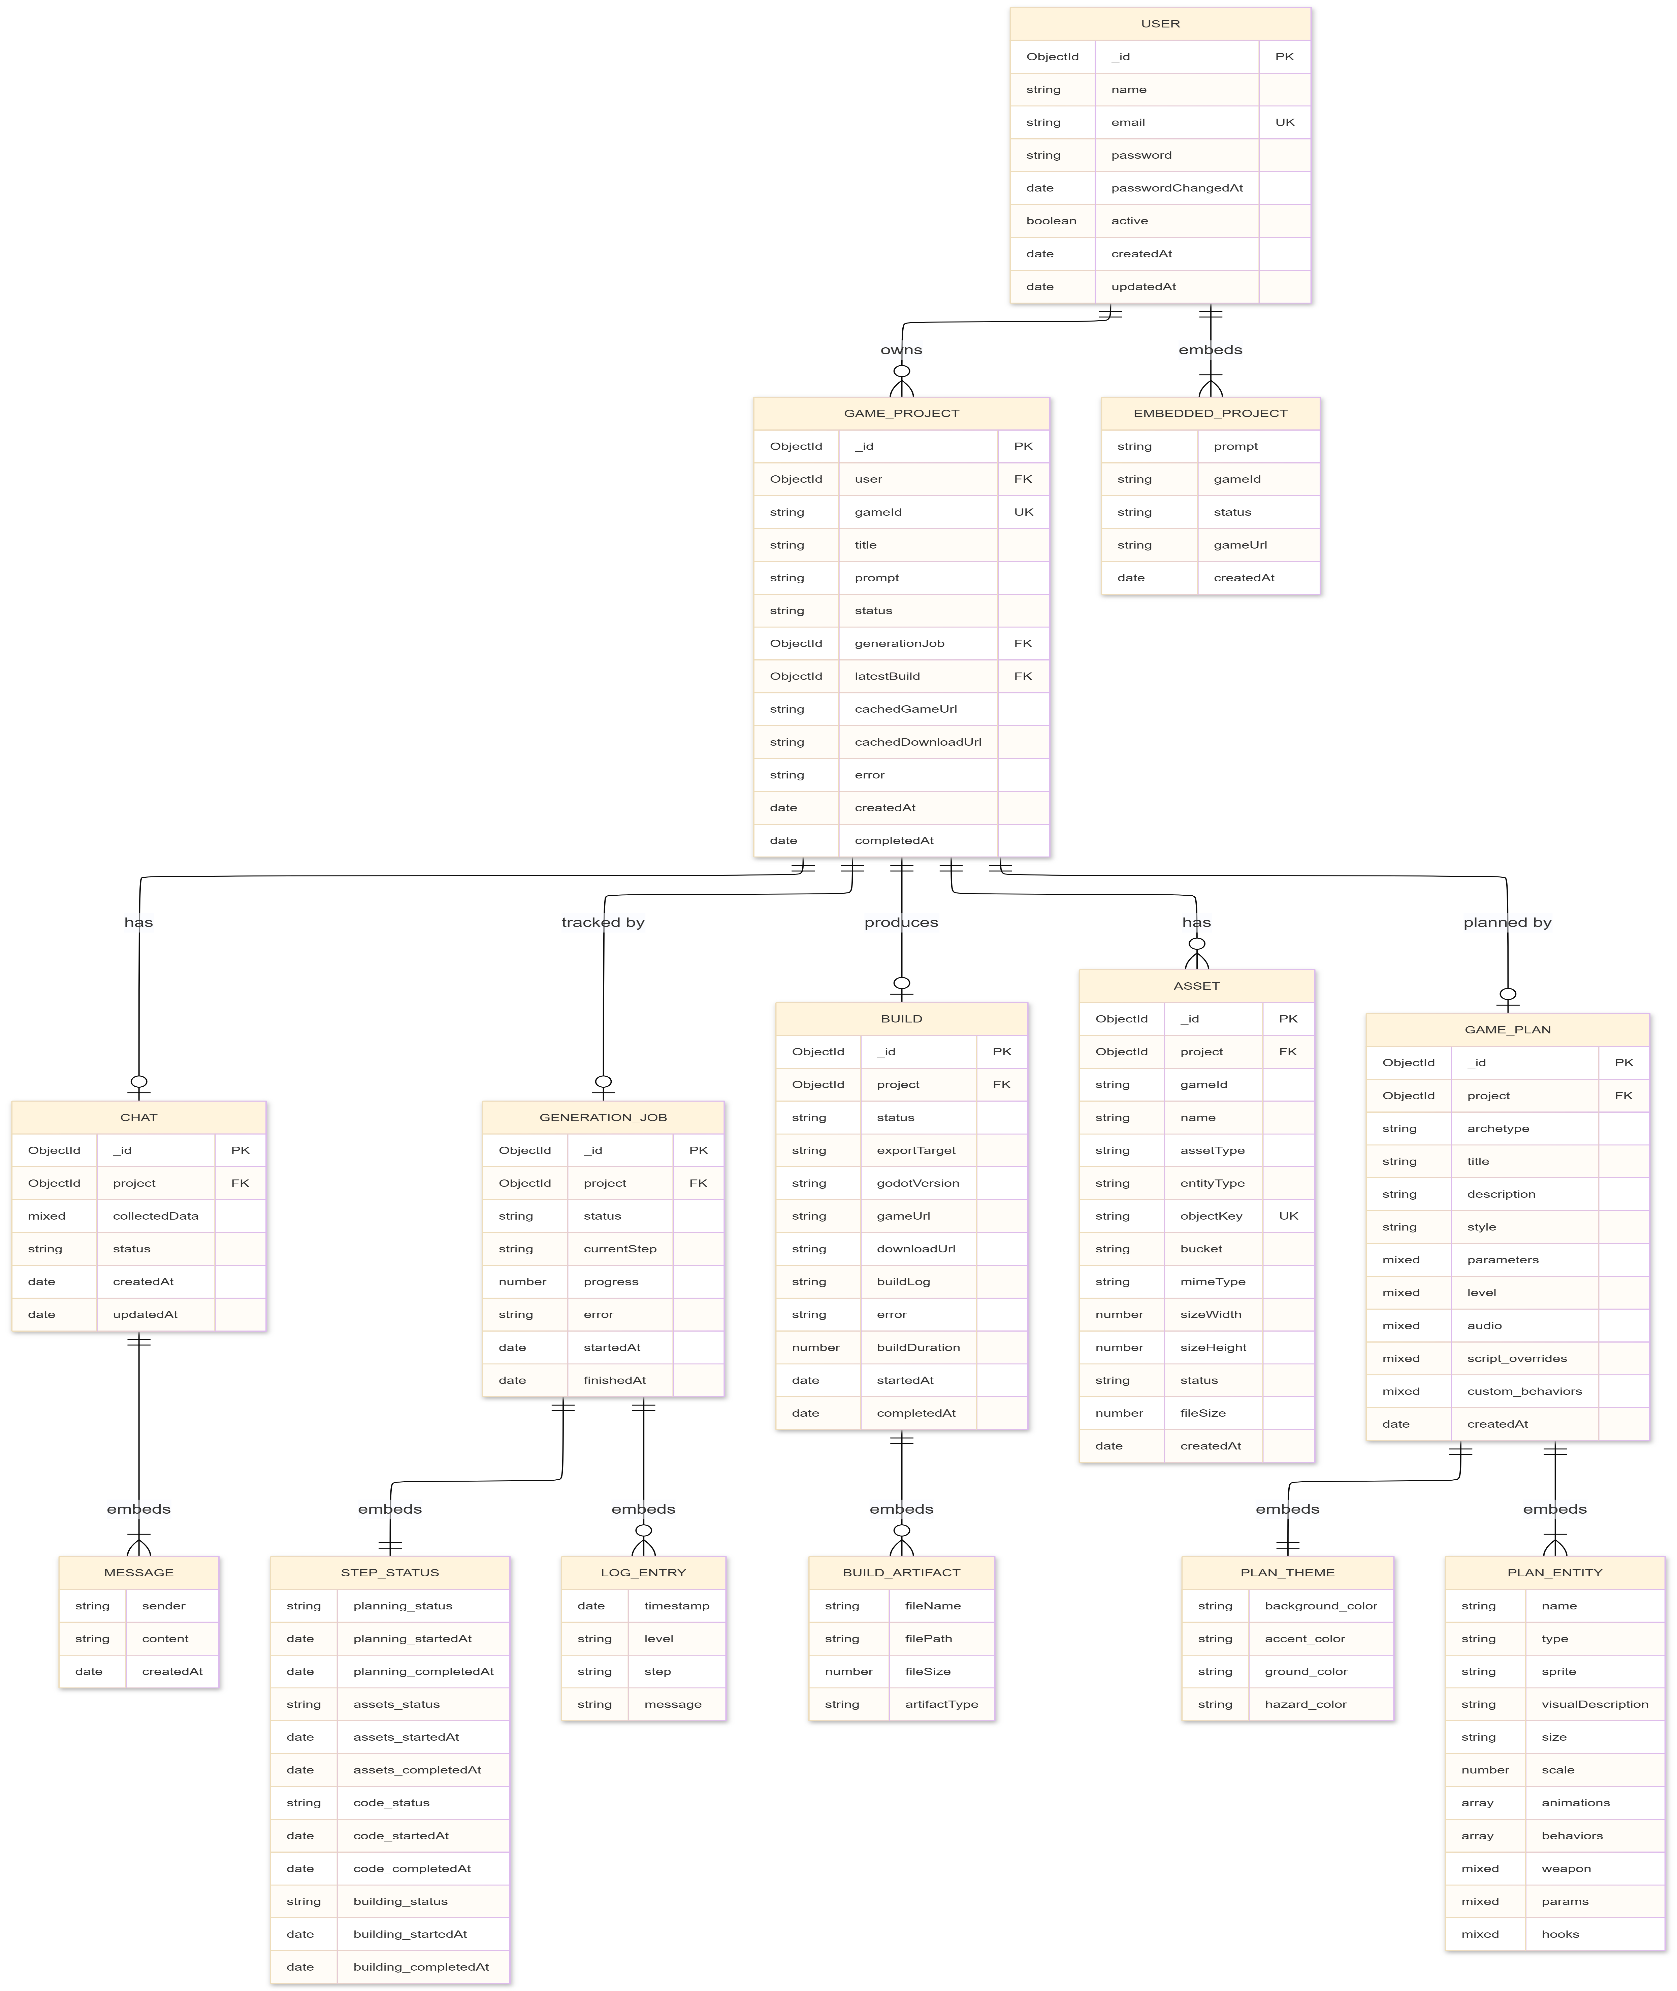 USER
ObjectId _id PK
string name
string email UK
string password
date passwordChangedAt
boolean active
date createdAt
date updatedAt
owns
embeds
GAME_PROJECT
ObjectId _id PK
ObjectId user FK
string gameId UK
string title
string prompt
string status
ObjectId generationJob FK
ObjectId latestBuild FK
string cachedGameUrl
string cachedDownloadUrl
string error
date createdAt
date completedAt
EMBEDDED_PROJECT
string prompt
string gameId
string status
string gameUrl
date createdAt
has
tracked by
produces
has
planned by
CHAT
ObjectId _id PK
ObjectId project FK
mixed collectedData
string status
date createdAt
date updatedAt
GENERATION_JOB
ObjectId _id PK
ObjectId project FK
string status
string currentStep
number progress
string error
date startedAt
date finishedAt
BUILD
ObjectId _id PK
ObjectId project FK
string status
string exportTarget
string godotVersion
string gameUrl
string downloadUrl
string buildLog
string error
number buildDuration
date startedAt
date completedAt
ASSET
ObjectId _id PK
ObjectId project FK
string gameId
string name
string assetType
string entityType
string objectKey UK
string bucket
string mimeType
number sizeWidth
number sizeHeight
string status
number fileSize
date createdAt
GAME_PLAN
ObjectId _id PK
ObjectId project FK
string archetype
string title
string description
string style
mixed parameters
mixed level
mixed audio
mixed script_overrides
mixed custom_behaviors
date createdAt
embeds
embeds
embeds
embeds
embeds
embeds
MESSAGE
string sender
string content
date createdAt
STEP_STATUS
string planning_status
date planning_startedAt
date planning_completedAt
string assets_status
date assets_startedAt
date assets_completedAt
string code_status
date code_startedAt
date code_completedAt
string building_status
date building_startedAt
date building_completedAt
LOG_ENTRY
date timestamp
string level
string step
string message
BUILD_ARTIFACT
string fileName
string filePath
number fileSize
string artifactType
PLAN_THEME
string background_color
string accent_color
string ground_color
string hazard_color
PLAN_ENTITY
string name
string type
string sprite
string visualDescription
string size
number scale
array animations
array behaviors
mixed weapon
mixed params
mixed hooks